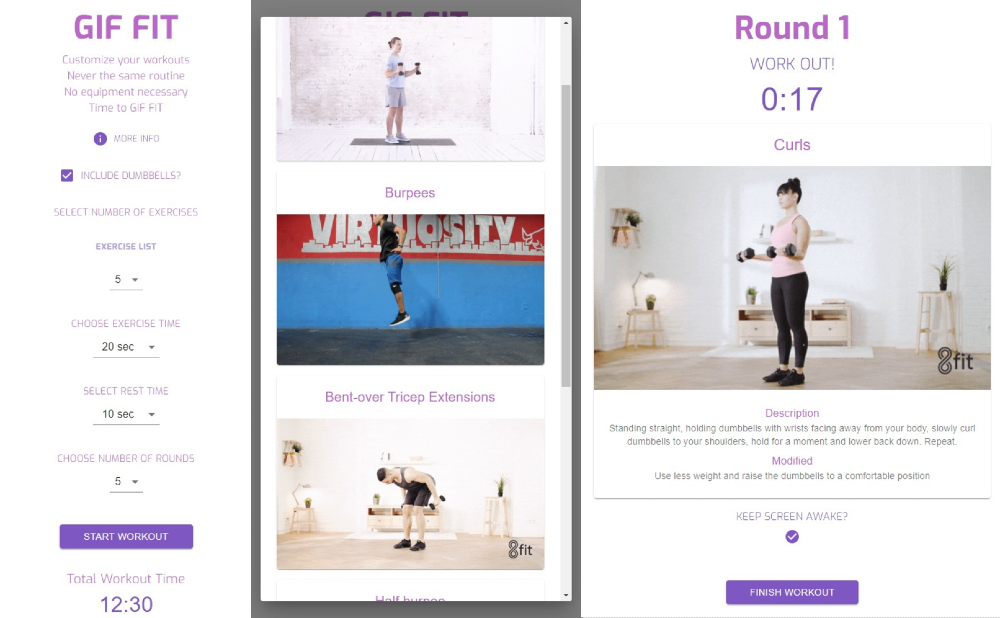 GIF FIT
Customize your workouts
Never the same routine
No equipment necessary
Time to GIF FIT
MORE INFO
INCLUDE DUMBBELLS?
SELECT NUMBER OF EXERCISES
EXERCISE LIST
5
CHOOSE EXERCISE TIME
20 sec
SELECT REST TIME
10 sec
CHOOSE NUMBER OF ROUNDS
5
START WORKOUT
Total Workout Time
12:30
GIF FIT
Burpees
VIRTUOSITY
Bent-over Tricep Extensions
8fit
Half burpee
Round 1
WORK OUT!
0:17
Curls
8fit
Description
Standing straight, holding dumbbells with wrists facing away from your body, slowly curl
dumbbells to your shoulders, hold for a moment and lower back down. Repeat.
Modified
Use less weight and raise the dumbbells to a comfortable position
KEEP SCREEN AWAKE?
FINISH WORKOUT